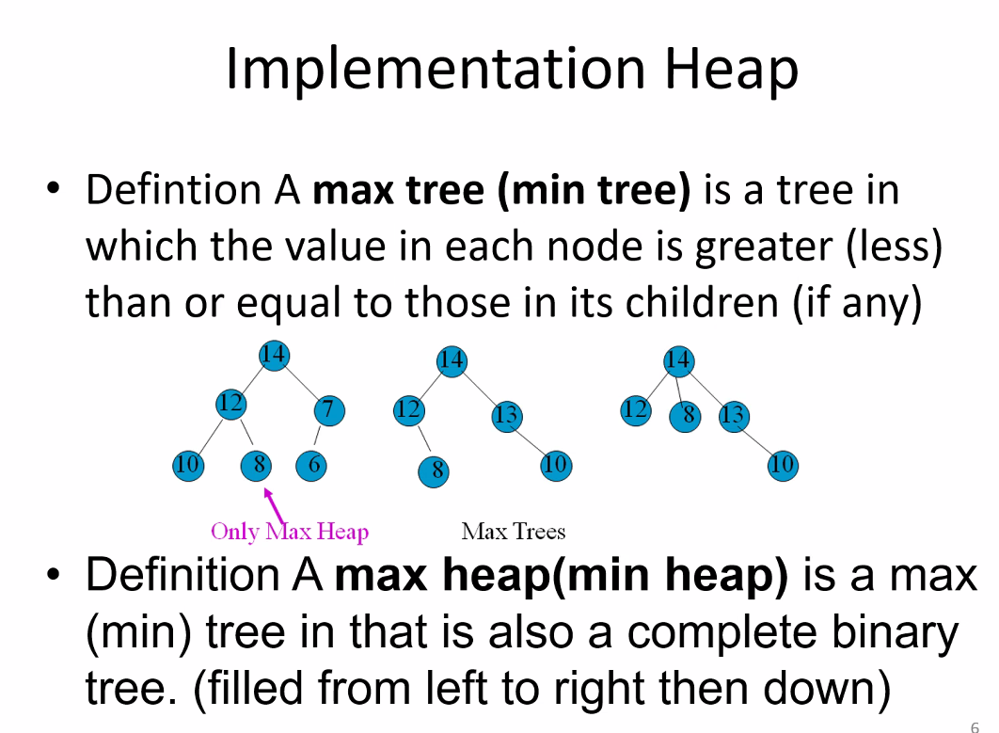 Implementation Heap
• Defintion A max tree (min tree) is a tree in
which the value in each node is greater (less)
than or equal to those in its children (if any)
14 14 14
12 7 12 13 12 8 13
10 8 6 8 10 10
Only Max Heap Max Trees
• Definition A max heap(min heap) is a max
(min) tree in that is also a complete binary
tree. (filled from left to right then down)
6